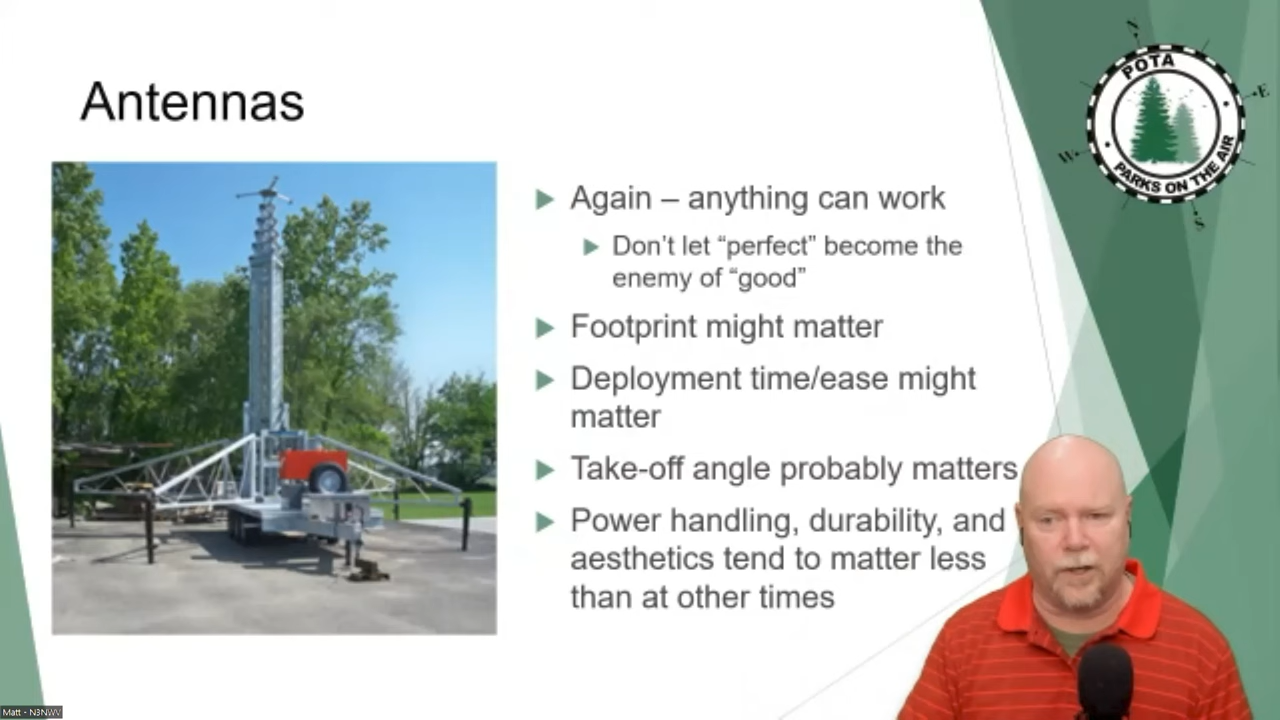 Antennas
Again – anything can work
Don’t let “perfect” become the
enemy of “good”
Footprint might matter
Deployment time/ease might
matter
Take-off angle probably matters
Power handling, durability, and
aesthetics tend to matter less
than at other times
N
E
W
S
POTA
PARKS ON THE AIR
Matt - N3NWV